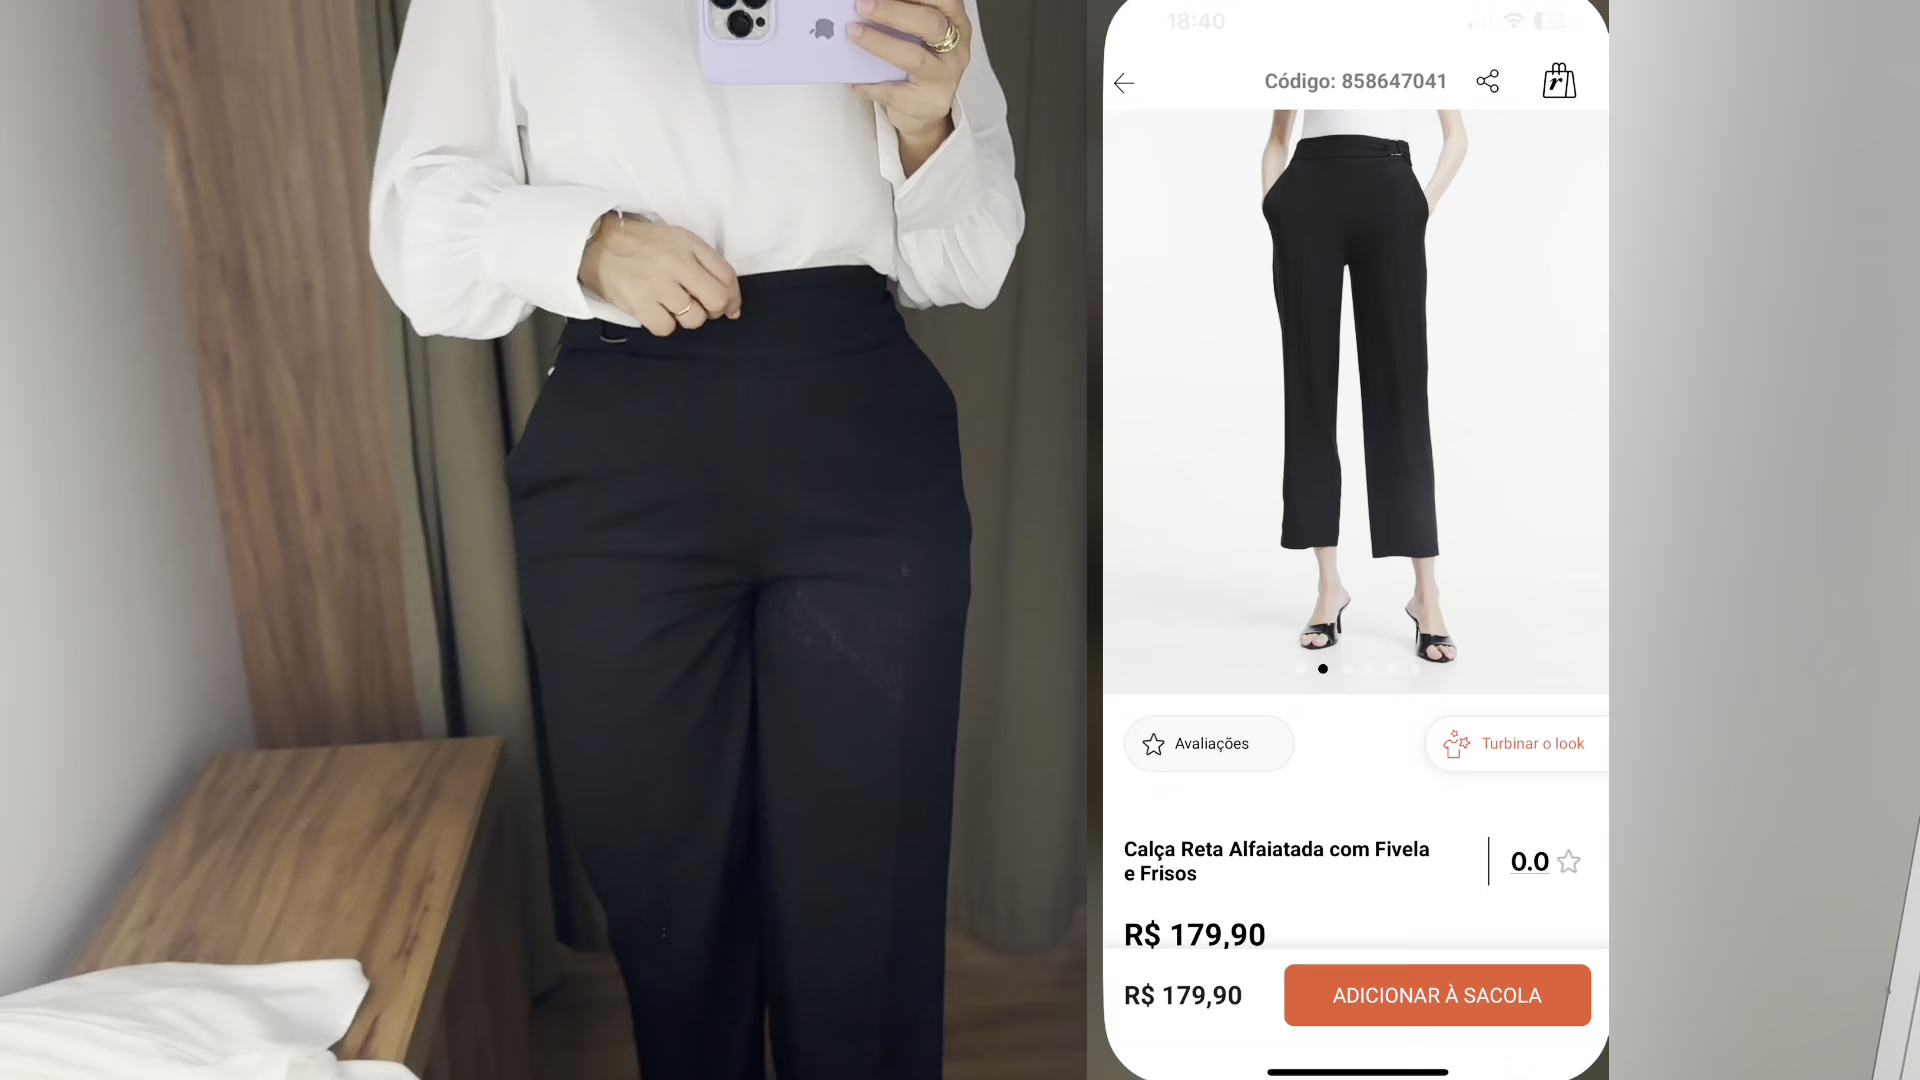 18:40
Código: 858647041
r
Avaliações
Turbinar o look
Calça Reta Alfaiatada com Fivela
e Frisos
0.0
R$ 179,90
R$ 179,90
ADICIONAR À SACOLA